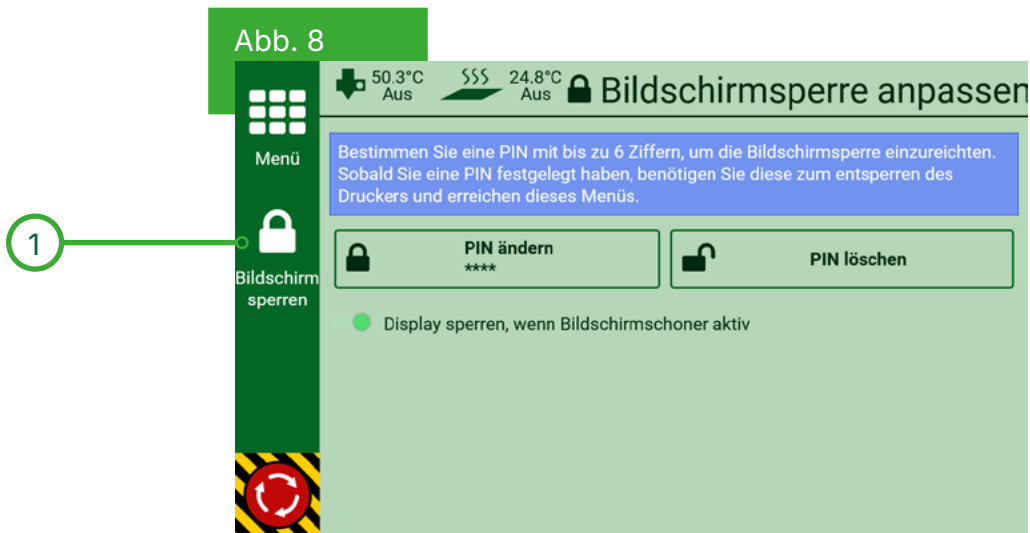 Abb. 8
50.3°C
Aus
24.8°C
Aus
Bildschirmsperre anpassen
Menü
Bestimmen Sie eine PIN mit bis zu 6 Ziffern, um die Bildschirmsperre einzureichten.
Sobald Sie eine PIN festgelegt haben, benötigen Sie diese zum entsperren des
Druckers und erreichen dieses Menüs.
1
Bildschirm
sperren
PIN ändern
****
PIN löschen
Display sperren, wenn Bildschirmschoner aktiv